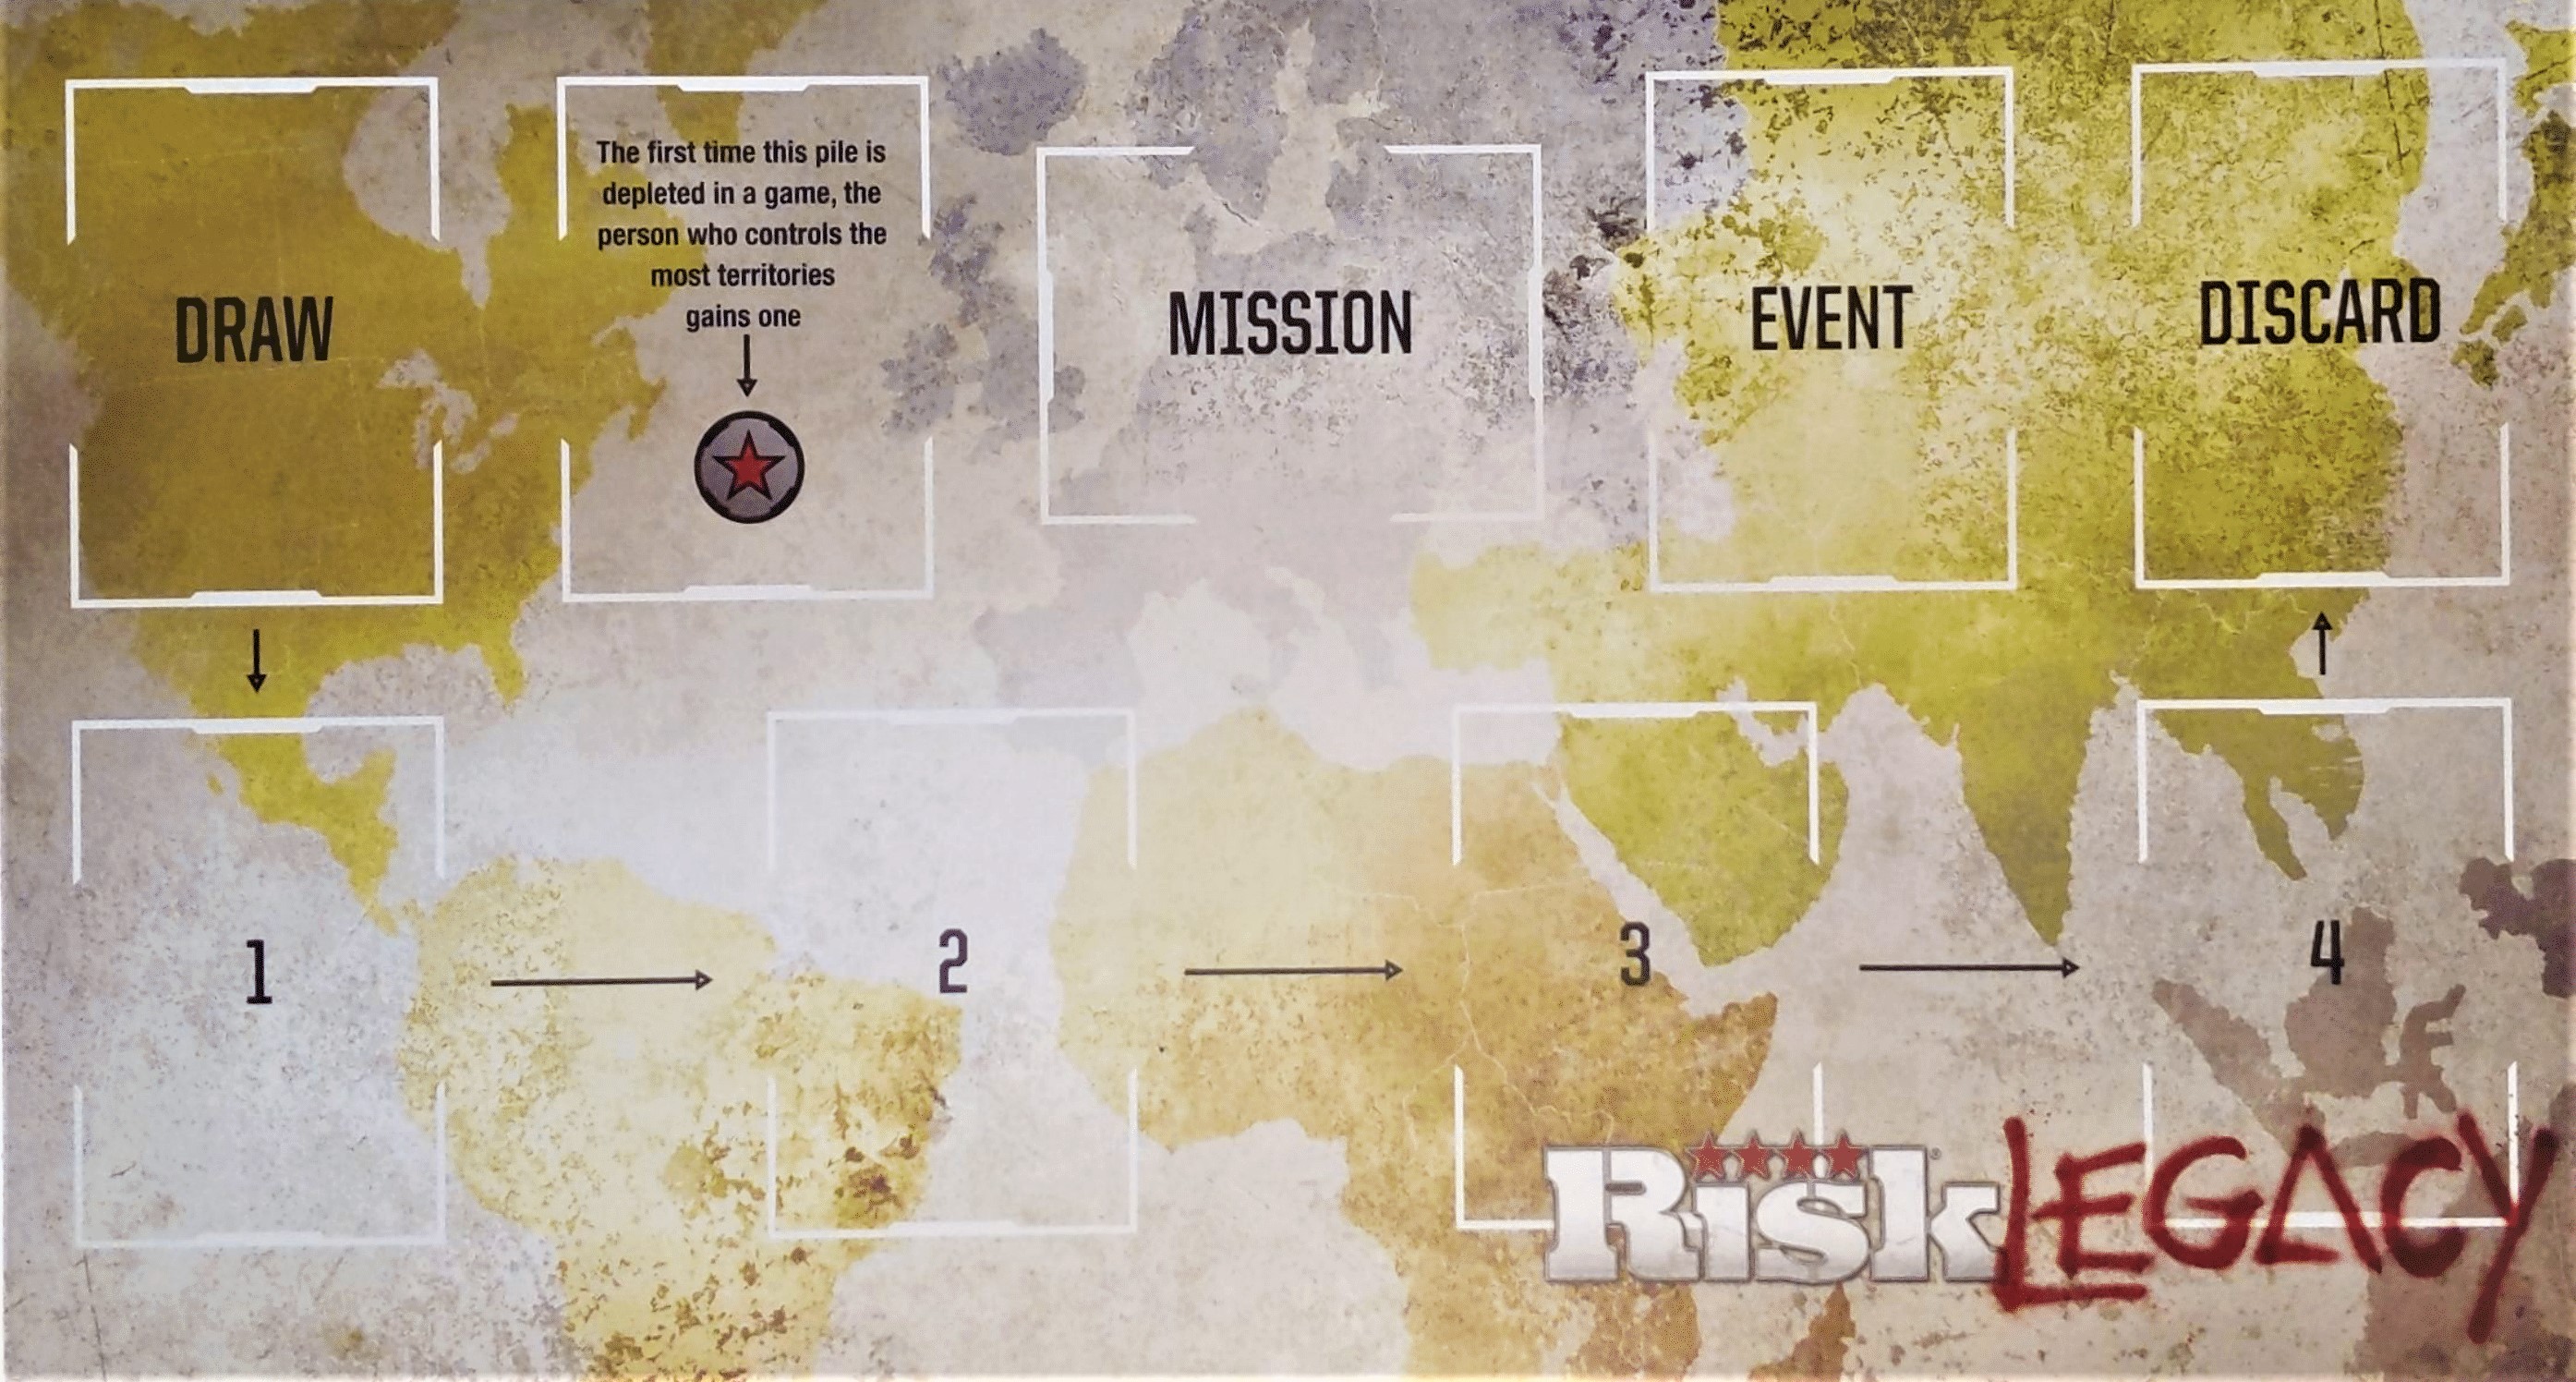 DRAW
The first time this pile is
depleted in a game, the
person who controls the
most territories
gains one
MISSION
EVENT
DISCARD
1
2
3
4
Risk LEGACY